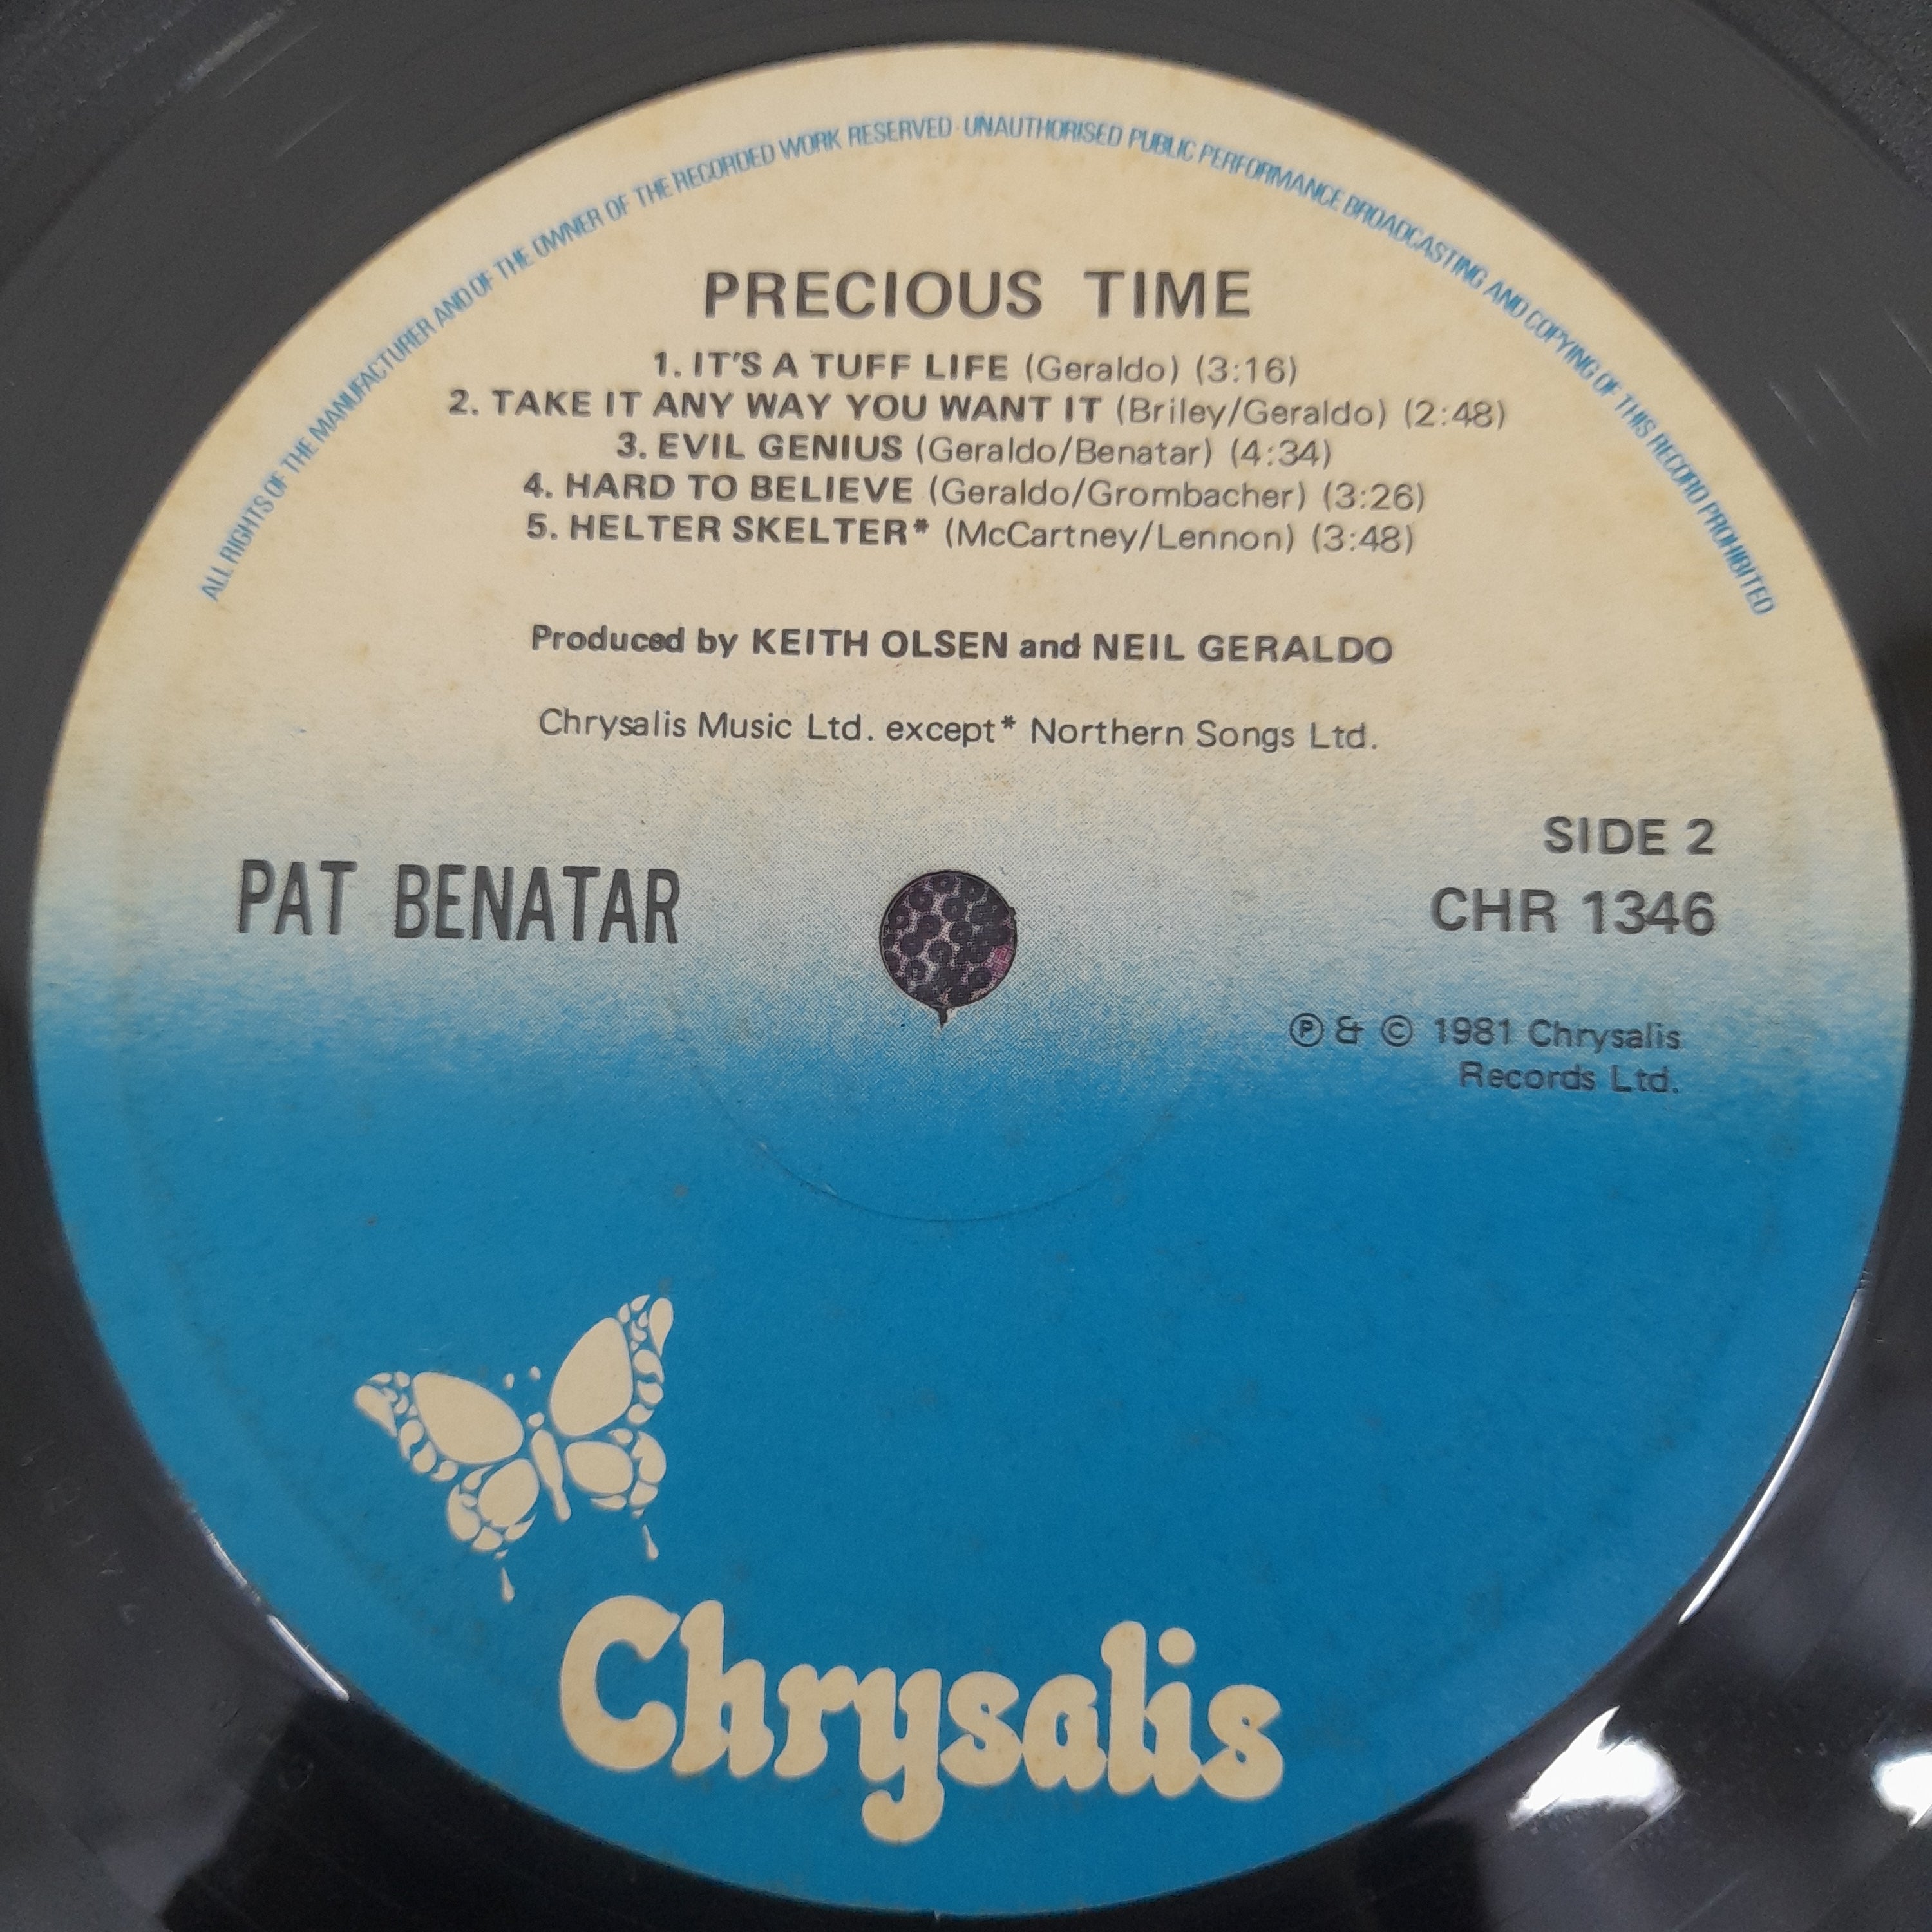 ALL RIGHTS OF THE MANUFACTURER AND OF THE OWNER OF THE RECORDED WORK RESERVED · UNAUTHORISED PUBLIC PERFORMANCE BROADCASTING AND COPYING OF THIS RECORD PROHIBITED
PRECIOUS TIME
1. IT'S A TUFF LIFE (Geraldo) (3:16)
2. TAKE IT ANY WAY YOU WANT IT (Briley/Geraldo) (2:48)
3. EVIL GENIUS (Geraldo/Benatar) (4:34)
4. HARD TO BELIEVE (Geraldo/Grombacher) (3:26)
5. HELTER SKELTER* (McCartney/Lennon) (3:48)
Produced by KEITH OLSEN and NEIL GERALDO
Chrysalis Music Ltd. except* Northern Songs Ltd.
PAT BENATAR
SIDE 2
CHR 1346
Ⓟ & © 1981 Chrysalis
Records Ltd.
Chrysalis